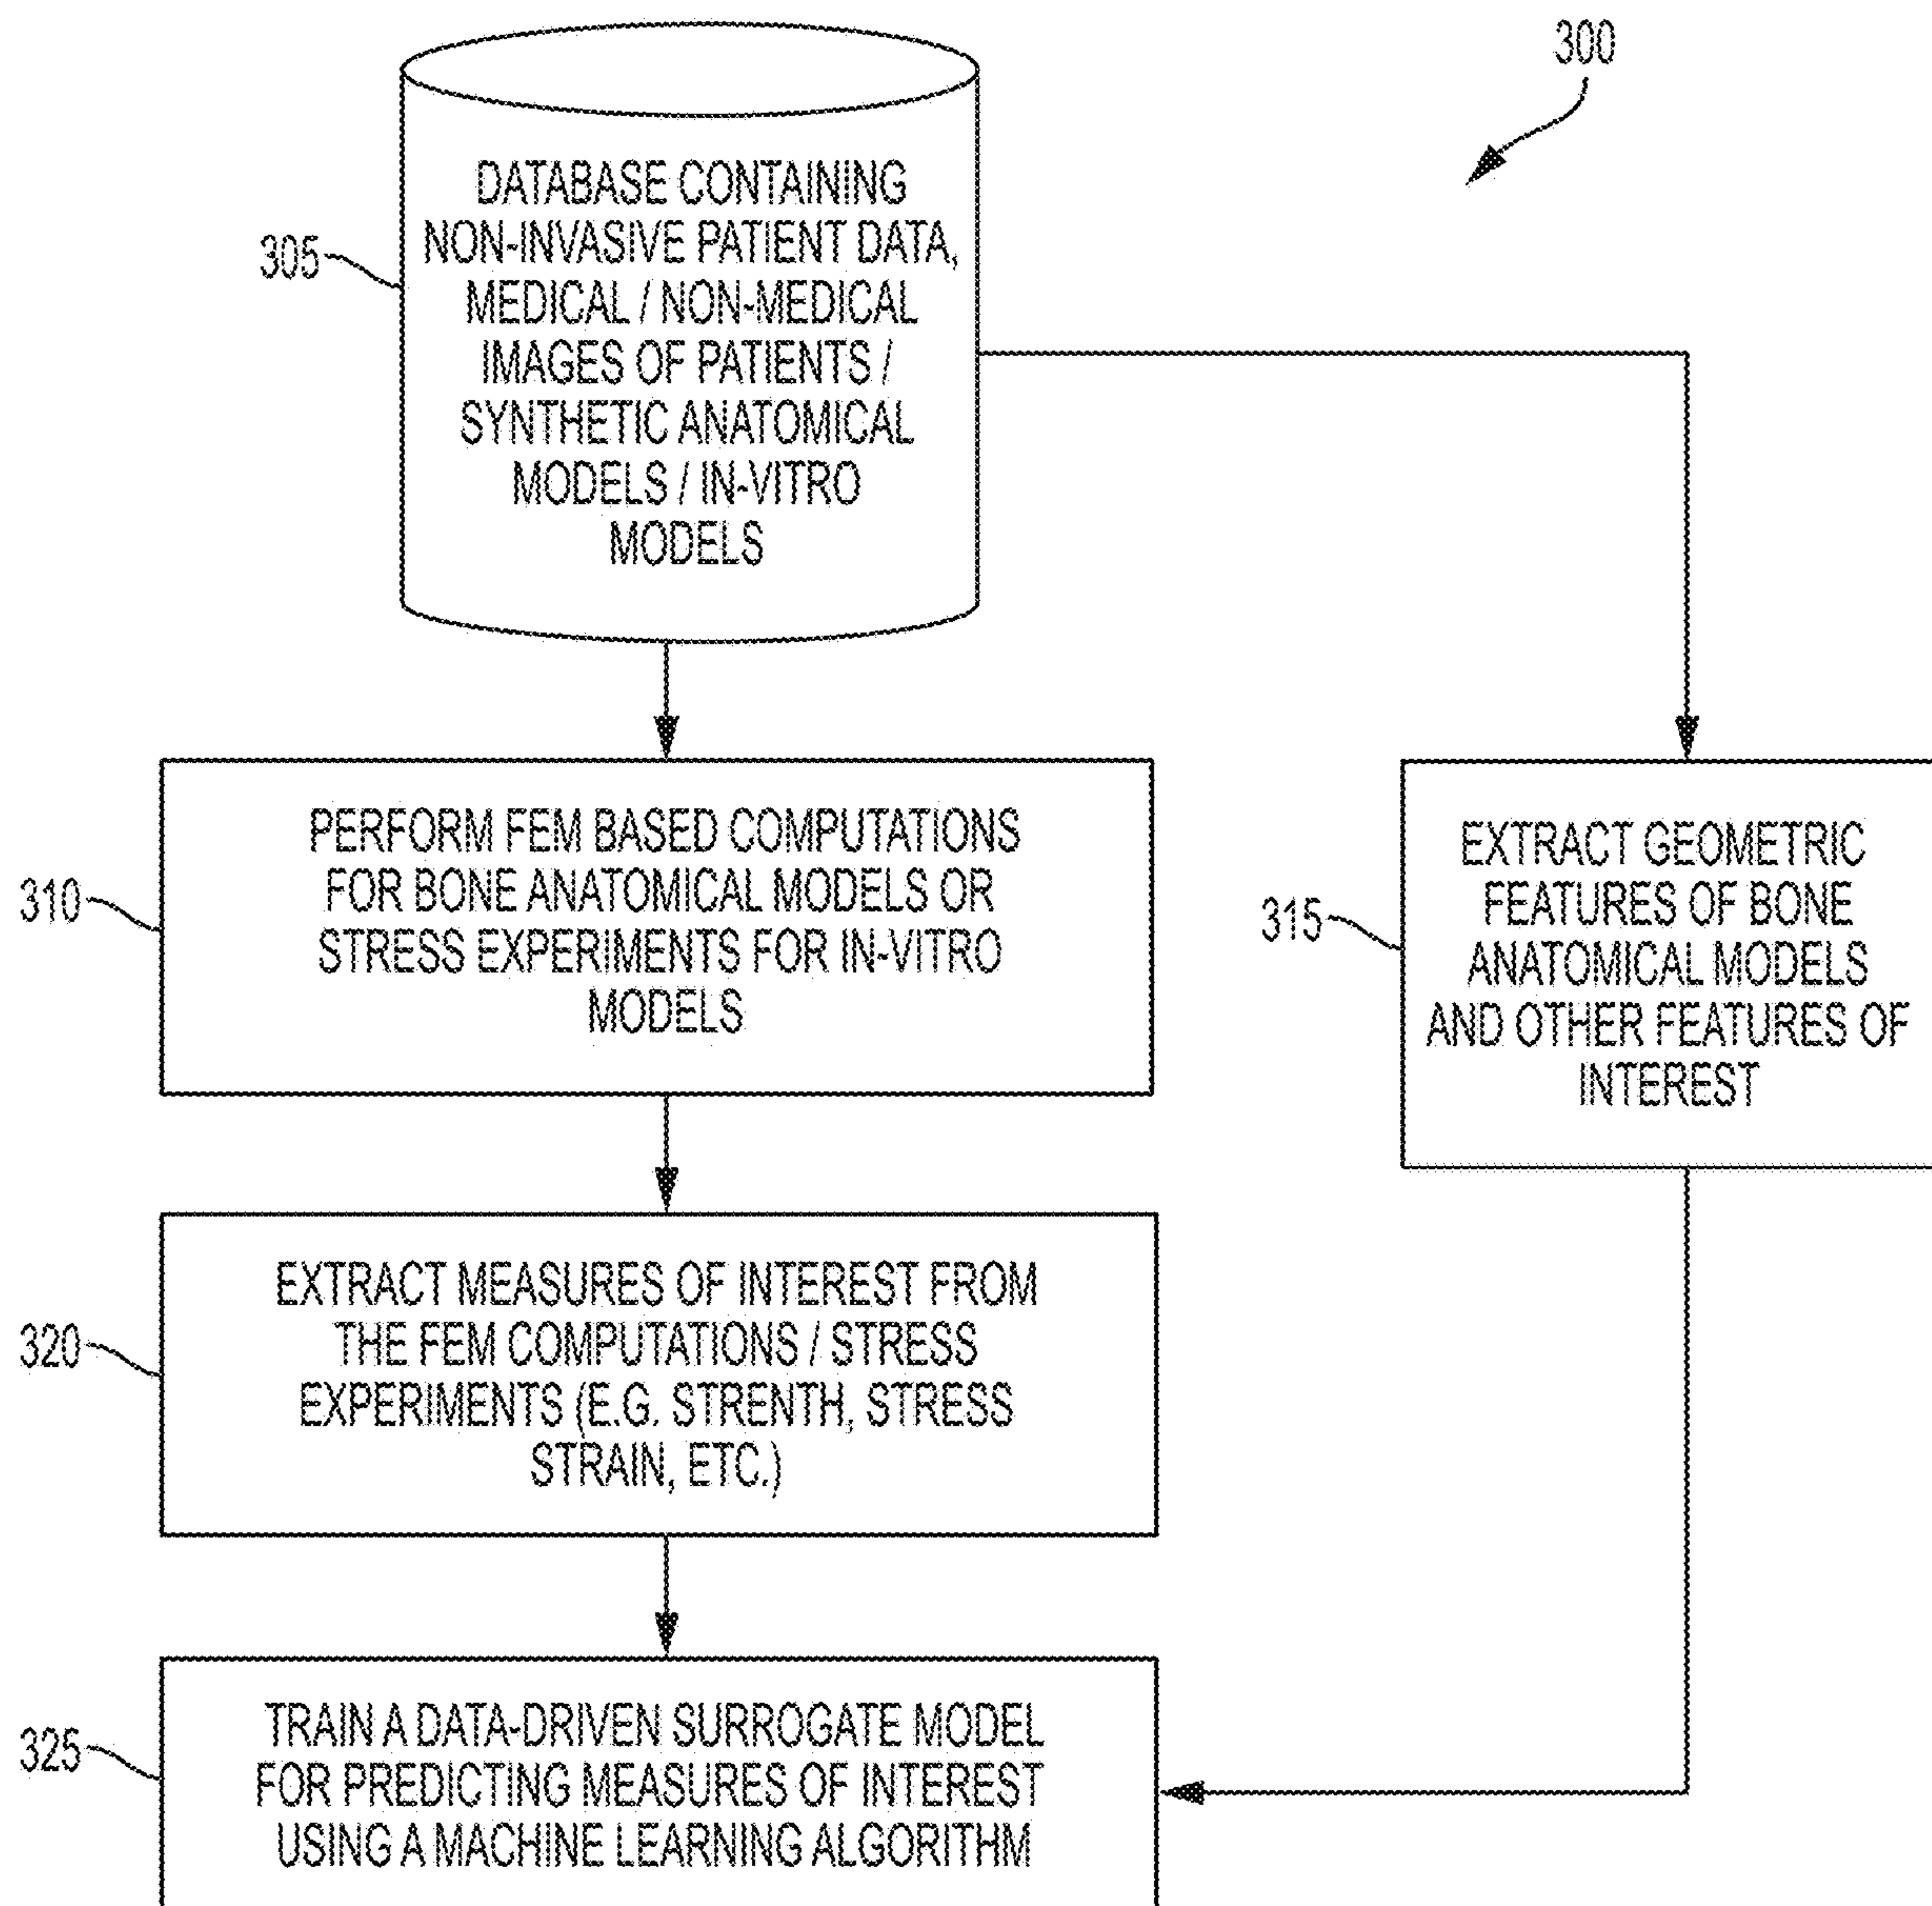 300
305
DATABASE CONTAINING
NON-INVASIVE PATIENT DATA,
MEDICAL / NON-MEDICAL
IMAGES OF PATIENTS /
SYNTHETIC ANATOMICAL
MODELS / IN-VITRO
MODELS
310
PERFORM FEM BASED COMPUTATIONS
FOR BONE ANATOMICAL MODELS OR
STRESS EXPERIMENTS FOR IN-VITRO
MODELS
315
EXTRACT GEOMETRIC
FEATURES OF BONE
ANATOMICAL MODELS
AND OTHER FEATURES OF
INTEREST
320
EXTRACT MEASURES OF INTEREST FROM
THE FEM COMPUTATIONS / STRESS
EXPERIMENTS (E.G. STRENTH, STRESS
STRAIN, ETC.)
325
TRAIN A DATA-DRIVEN SURROGATE MODEL
FOR PREDICTING MEASURES OF INTEREST
USING A MACHINE LEARNING ALGORITHM